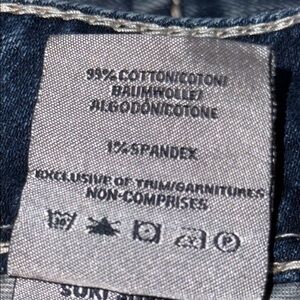 99% COTTON/COTON/
BAUMWOLLE/
ALGODÓN/COTONE
1% SPANDEX
EXCLUSIVE OF TRIM/GARNITURES
NON-COMPRISES